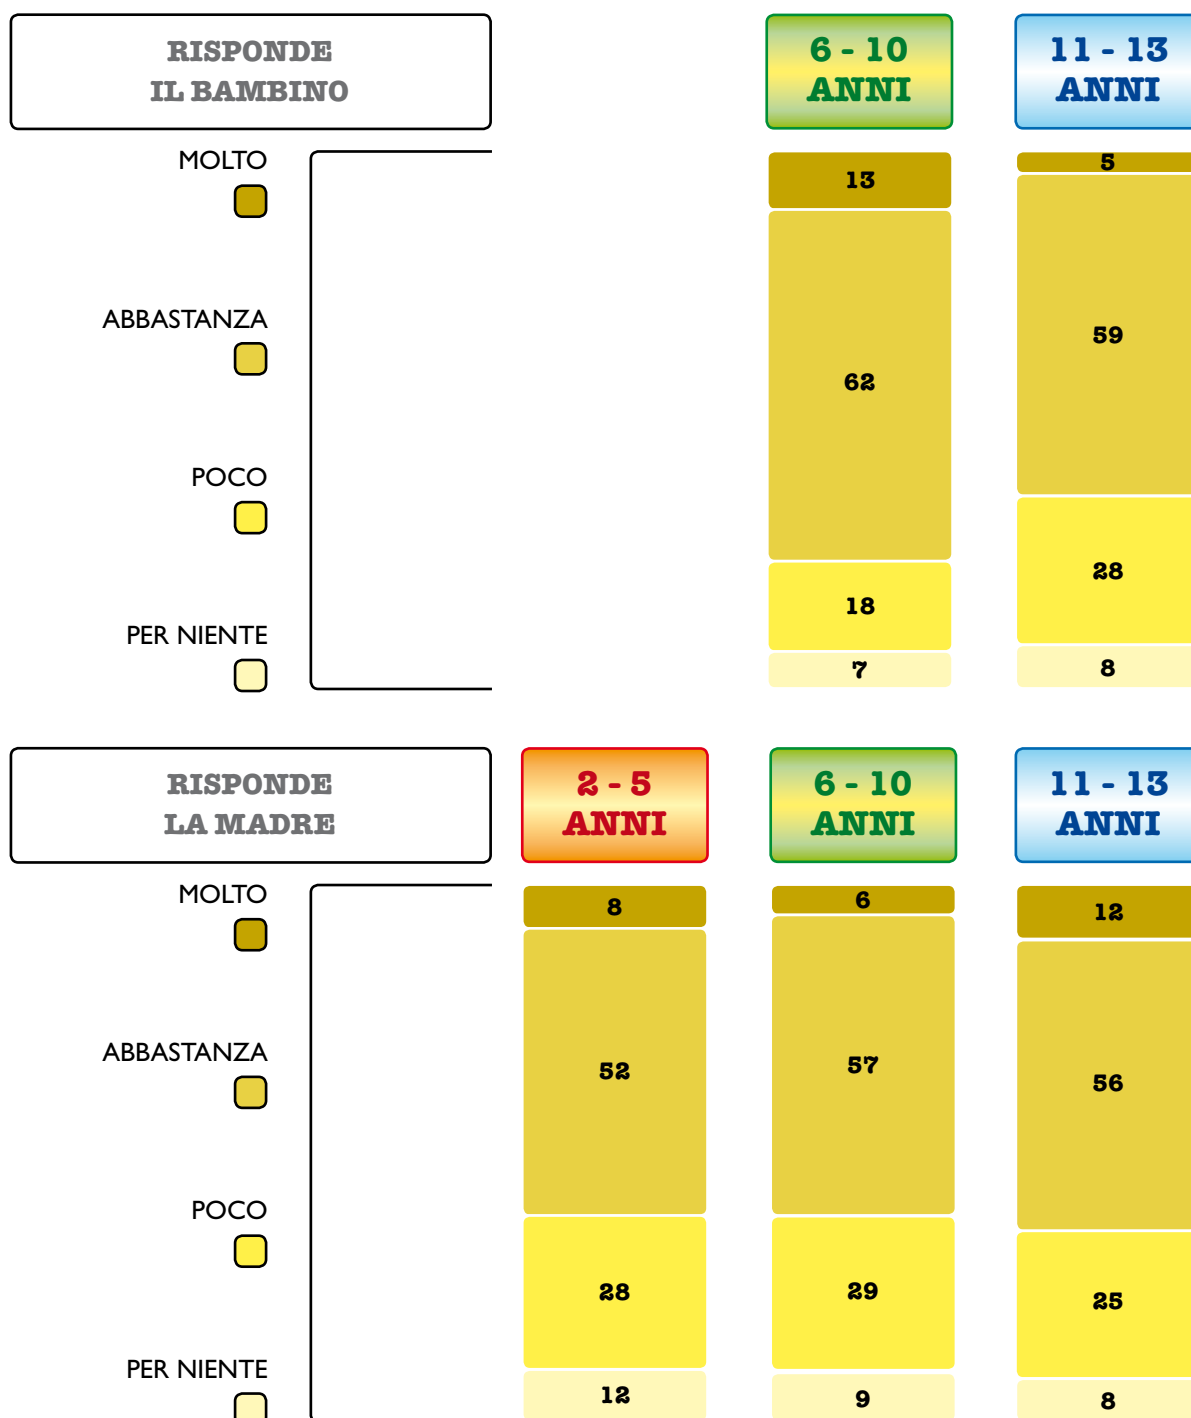 RISPONDE
IL BAMBINO
6 - 10
ANNI
11 - 13
ANNI
MOLTO
13
5
ABBASTANZA
62
59
POCO
18
28
PER NIENTE
7
8
RISPONDE
LA MADRE
2 - 5
ANNI
6 - 10
ANNI
11 - 13
ANNI
MOLTO
8
6
12
ABBASTANZA
52
57
56
POCO
28
29
25
PER NIENTE
12
9
8